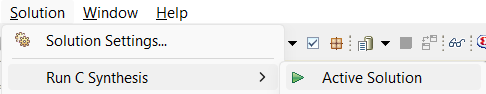 Solution Window Help
Solution Settings...
Run C Synthesis Active Solution